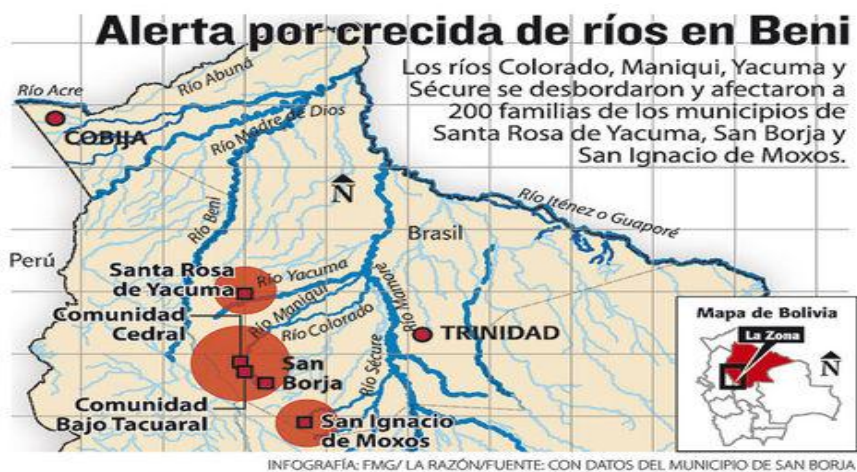 Alerta por crecida de ríos en Beni
Los ríos Colorado, Maniqui, Yacuma y
Sécure se desbordaron y afectaron a
200 familias de los municipios de
Santa Rosa de Yacuma, San Borja y
San Ignacio de Moxos.
Río Acre
Río Abuná
COBIJA
Río Madre de Dios
N
Río Beni
Río Iténez o Guaporé
Brasil
Perú
Santa Rosa
de Yacuma
Río Yacuma
Río Maniqui
Río Colorado
Río Mamoré
Río Sécure
Comunidad
Cedral
TRINIDAD
San
Borja
Comunidad
Bajo Tacuaral
San Ignacio
de Moxos
Mapa de Bolivia
La Zona
N
INFOGRAFÍA: FMG/ LA RAZÓN/FUENTE: CON DATOS DEL MUNICIPIO DE SAN BORJA